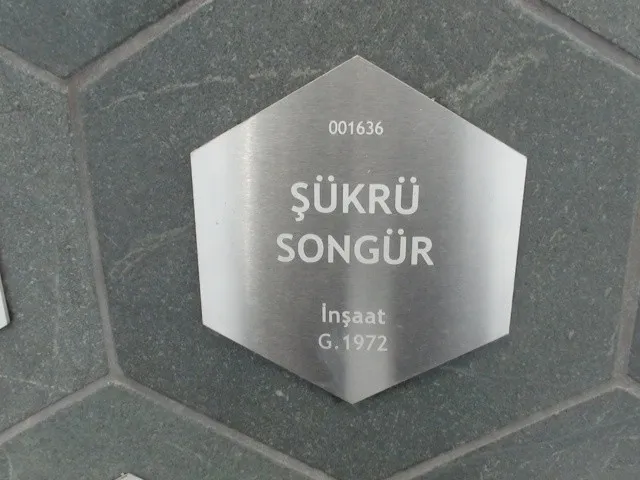 001636
ŞÜKRÜ
SONGÜR
İnşaat
G.1972